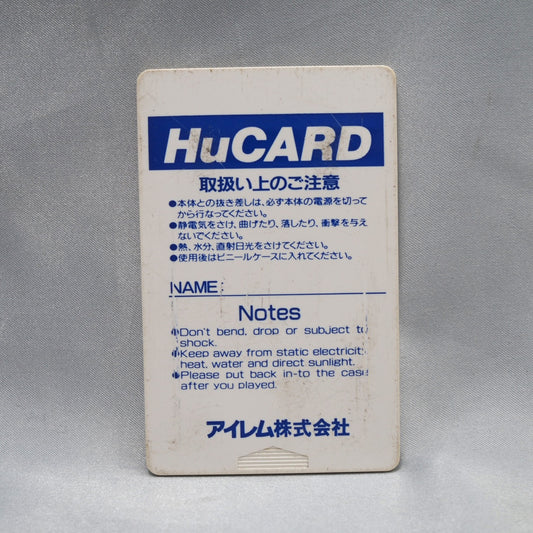 HuCARD
取扱い上のご注意
●本体との抜き差しは、必ず本体の電源を切って
から行なってください。
●静電気をさけ、曲げたり、落したり、衝撃を与え
ないでください。
●熱、水分、直射日光をさけてください。
●使用後はビニールケースに入れてください。
NAME:
Notes
●Don't bend, drop or subject to
shock.
●Keep away from static electricit
heat, water and direct sunlight.
●Please put back in-to the case
after you played.
アイレム株式会社